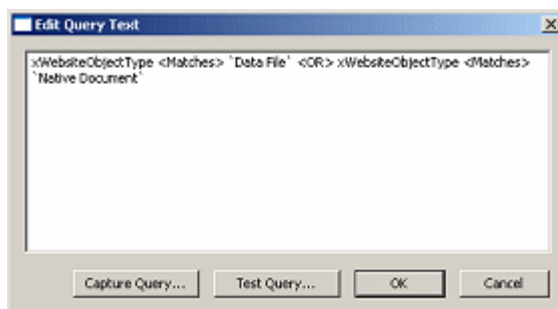 Edit Query Text
xWebsiteObjectType <Matches> `Data File` <OR> xWebsiteObjectType <Matches>
`Native Document`
Capture Query...
Test Query...
OK
Cancel